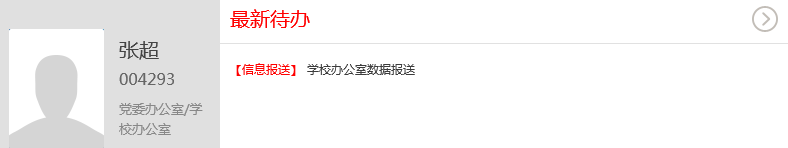 张超
004293
党委办公室/学
校办公室
最新待办
【信息报送】 学校办公室数据报送